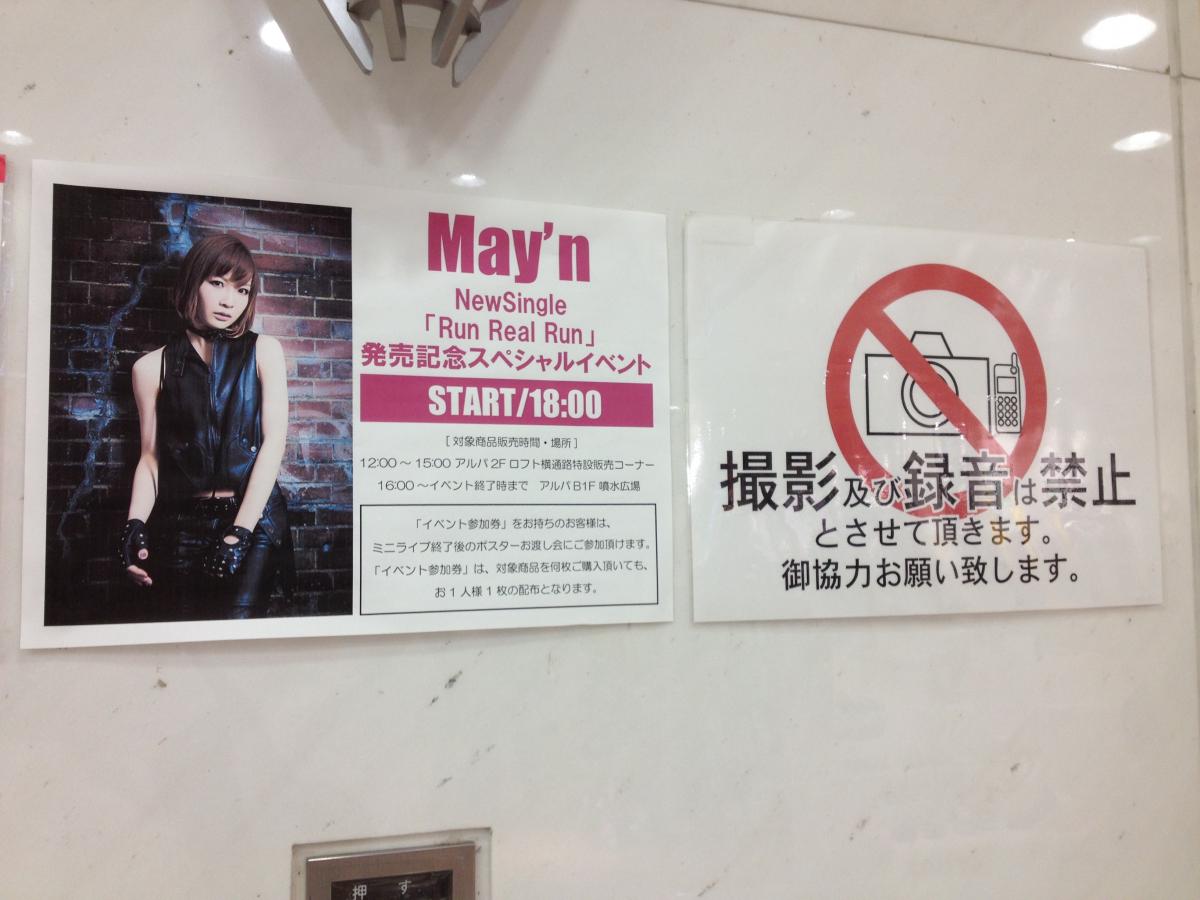 May'n
NewSingle
「Run Real Run」
発売記念スペシャルイベント
START/18:00
[ 対象商品販売時間・場所 ]
12:00 ～ 15:00 アルパ 2F ロフト横通路特設販売コーナー
16:00 ～イベント終了時まで　アルパ B1F 噴水広場
「イベント参加券」をお持ちのお客様は、
ミニライブ終了後のポスターお渡し会にご参加頂けます。
「イベント参加券」は、対象商品を何枚ご購入頂いても、
お 1 人様 1 枚の配布となります。
撮影及び録音は禁止
とさせて頂きます。
御協力お願い致します。
押 す